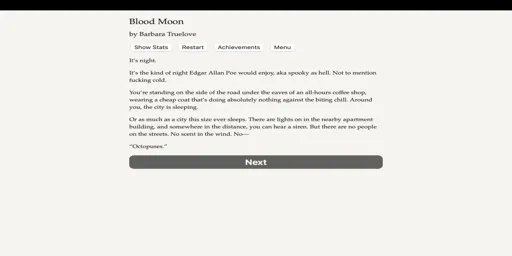 Blood Moon
by Barbara Truelove
Show Stats Restart Achievements Menu
It's night.
It's the kind of night Edgar Allan Poe would enjoy, aka spooky as hell. Not to mention
fucking cold.
You're standing on the side of the road under the eaves of an all-hours coffee shop,
wearing a cheap coat that's doing absolutely nothing against the biting chill. Around
you, the city is sleeping.
Or as much as a city this size ever sleeps. There are lights on in the nearby apartment
building, and somewhere in the distance, you can hear a siren. But there are no people
on the streets. No scent in the wind. No—
“Octopuses.”
Next